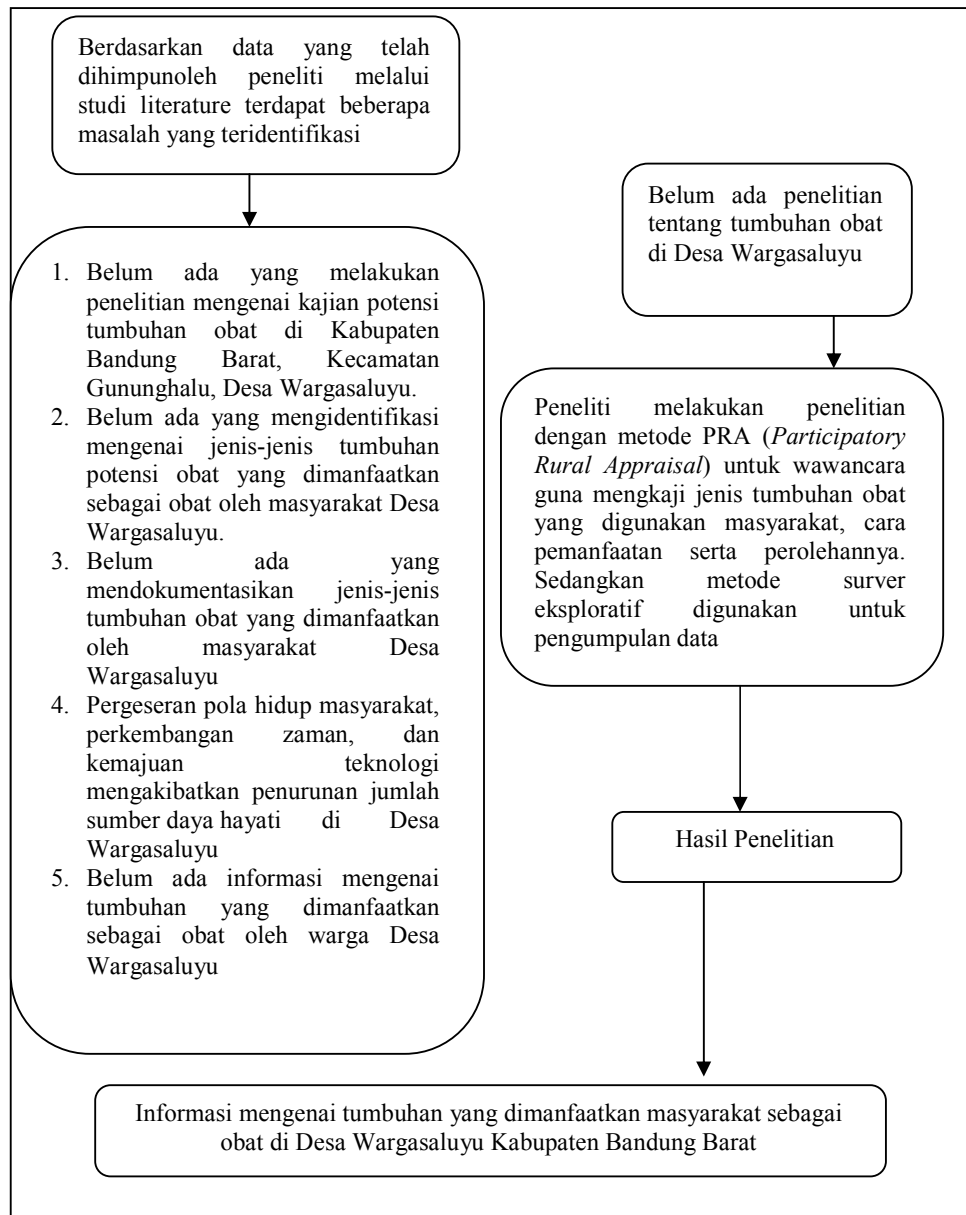 Berdasarkan data yang telah
dihimpunoleh peneliti melalui
studi literature terdapat beberapa
masalah yang teridentifikasi
1. Belum ada yang melakukan
penelitian mengenai kajian potensi
tumbuhan obat di Kabupaten
Bandung Barat, Kecamatan
Gununghalu, Desa Wargasaluyu.
2. Belum ada yang mengidentifikasi
mengenai jenis-jenis tumbuhan
potensi obat yang dimanfaatkan
sebagai obat oleh masyarakat Desa
Wargasaluyu.
3. Belum ada yang
mendokumentasikan jenis-jenis
tumbuhan obat yang dimanfaatkan
oleh masyarakat Desa
Wargasaluyu
4. Pergeseran pola hidup masyarakat,
perkembangan zaman, dan
kemajuan teknologi
mengakibatkan penurunan jumlah
sumber daya hayati di Desa
Wargasaluyu
5. Belum ada informasi mengenai
tumbuhan yang dimanfaatkan
sebagai obat oleh warga Desa
Wargasaluyu
Belum ada penelitian
tentang tumbuhan obat
di Desa Wargasaluyu
Peneliti melakukan penelitian
dengan metode PRA (Participatory
Rural Appraisal) untuk wawancara
guna mengkaji jenis tumbuhan obat
yang digunakan masyarakat, cara
pemanfaatan serta perolehannya.
Sedangkan metode surver
eksploratif digunakan untuk
pengumpulan data
Hasil Penelitian
Informasi mengenai tumbuhan yang dimanfaatkan masyarakat sebagai
obat di Desa Wargasaluyu Kabupaten Bandung Barat